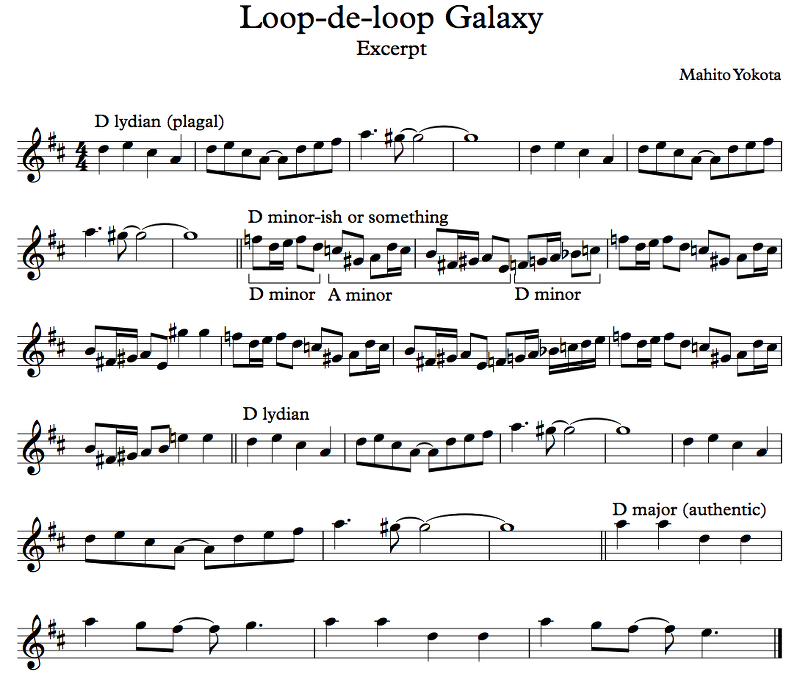 Loop-de-loop Galaxy
Excerpt
Mahito Yokota
D lydian (plagal)
4
4
D minor-ish or something
D minor A minor D minor
D lydian
D major (authentic)